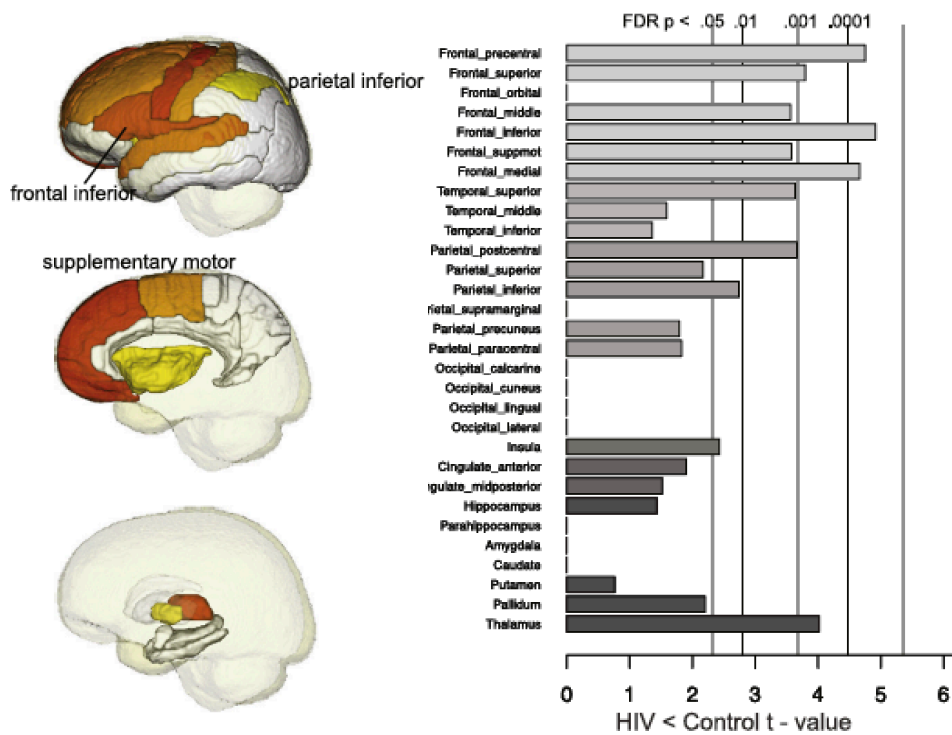 parietal inferior
frontal inferior
supplementary motor
FDR p < .05 .01 .001 .0001
Frontal_precentral
Frontal_superior
Frontal_orbital
Frontal_middle
Frontal_inferior
Frontal_suppmot
Frontal_medial
Temporal_superior
Temporal_middle
Temporal_inferior
Parietal_postcentral
Parietal_superior
Parietal_inferior
rietal_supramarginal
Parietal_precuneus
Parietal_paracentral
Occipital_calcarine
Occipital_cuneus
Occipital_lingual
Occipital_lateral
Insula
Cingulate_anterior
ngulate_midposterior
Hippocampus
Parahippocampus
Amygdala
Caudate
Putamen
Pallidum
Thalamus
0 1 2 3 4 5 6
HIV < Control t - value